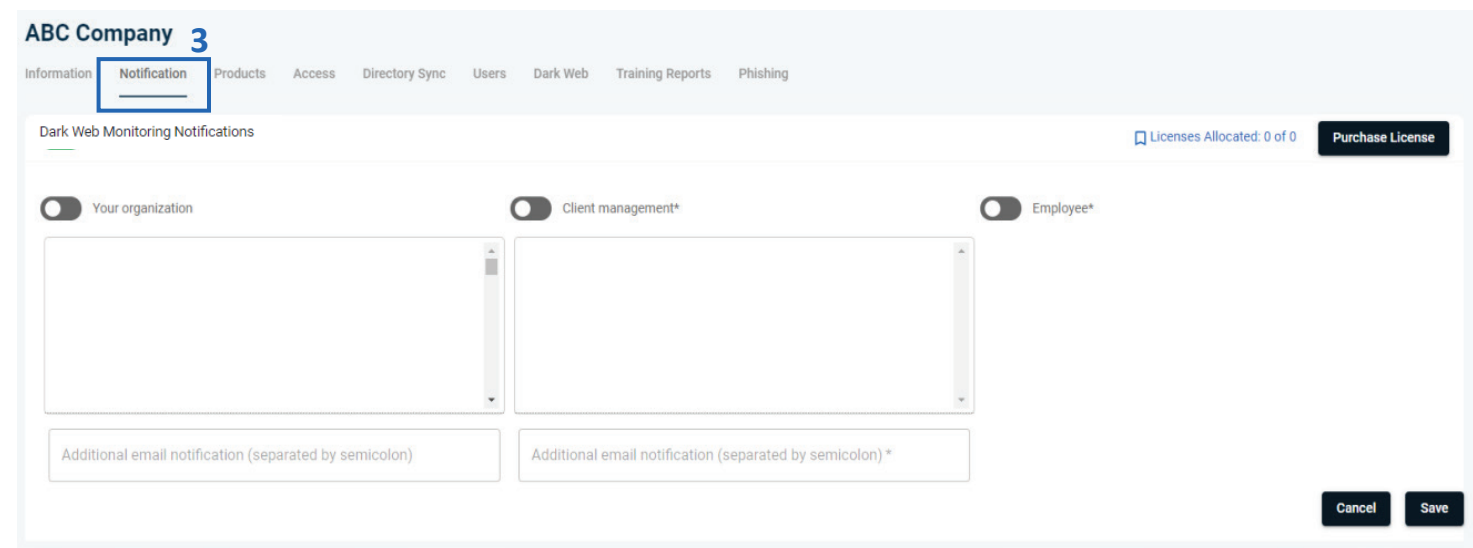 ABC Company 3
Information Notification Products Access Directory Sync Users Dark Web Training Reports Phishing
Dark Web Monitoring Notifications Licenses Allocated: 0 of 0 Purchase License
Your organization Client management* Employee*
Additional email notification (separated by semicolon) Additional email notification (separated by semicolon) *
Cancel Save